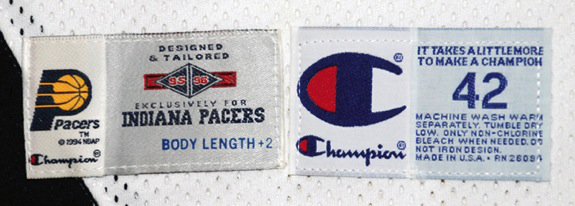 Pacers
TM
© 1994 NBAP
Champion®
DESIGNED
& TAILORED
95 96
EXCLUSIVELY FOR
INDIANA PACERS
BODY LENGTH +2
®
Champion®
IT TAKES A LITTLE MORE
TO MAKE A CHAMPION
42
MACHINE WASH WARM
SEPARATELY. TUMBLE DRY
LOW. ONLY NON-CHLORINE
BLEACH WHEN NEEDED. DO
NOT IRON DESIGN.
MADE IN U.S.A. • RN 26094